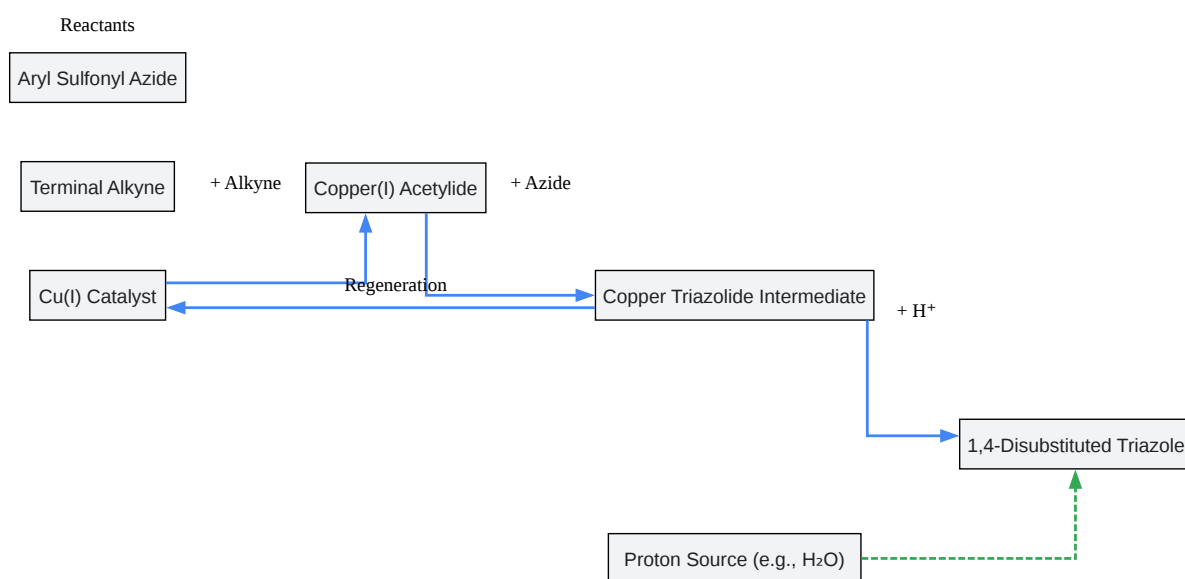 Reactants
Aryl Sulfonyl Azide
Terminal Alkyne
+ Alkyne
Copper(I) Acetylide
+ Azide
Cu(I) Catalyst
Regeneration
Copper Triazolide Intermediate
+ H⁺
1,4-Disubstituted Triazole
Proton Source (e.g., H₂O)